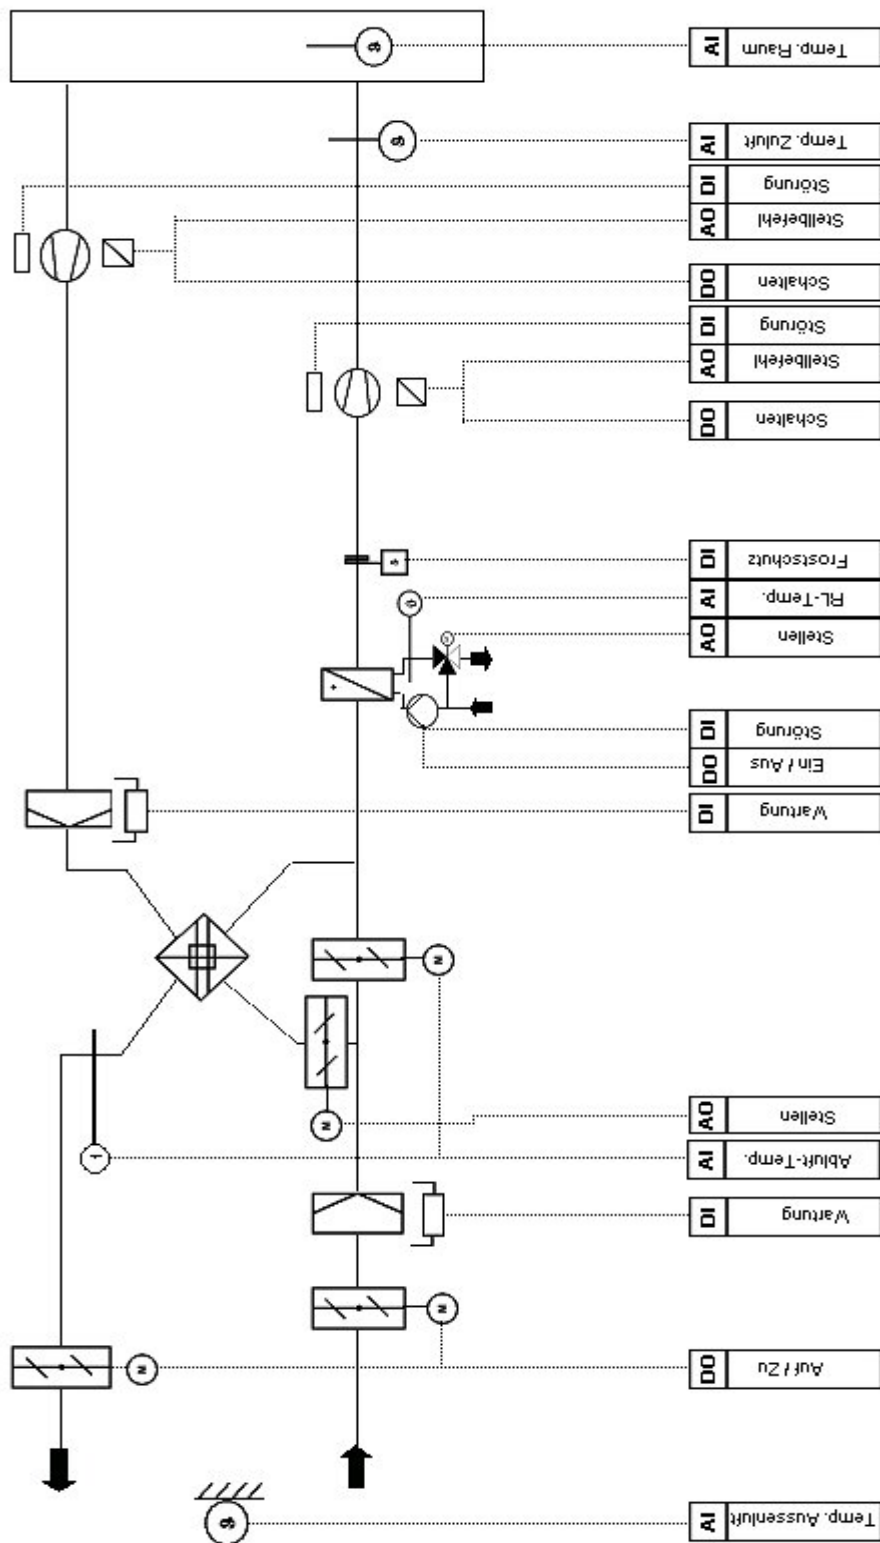 AI Temp. Raum
AI Temp. Zuluft
DI Störung
AO Stellbefehl
DO Schalten
DI Störung
AO Stellbefehl
DO Schalten
DI Frostschutz
AI RL-Temp.
AO Stellen
DI Störung
DO Ein / Aus
DI Wartung
AO Stellen
AI Abluft-Temp.
DI Wartung
DO Auf / Zu
AI Temp. Aussenluft
M
M
M
M
T